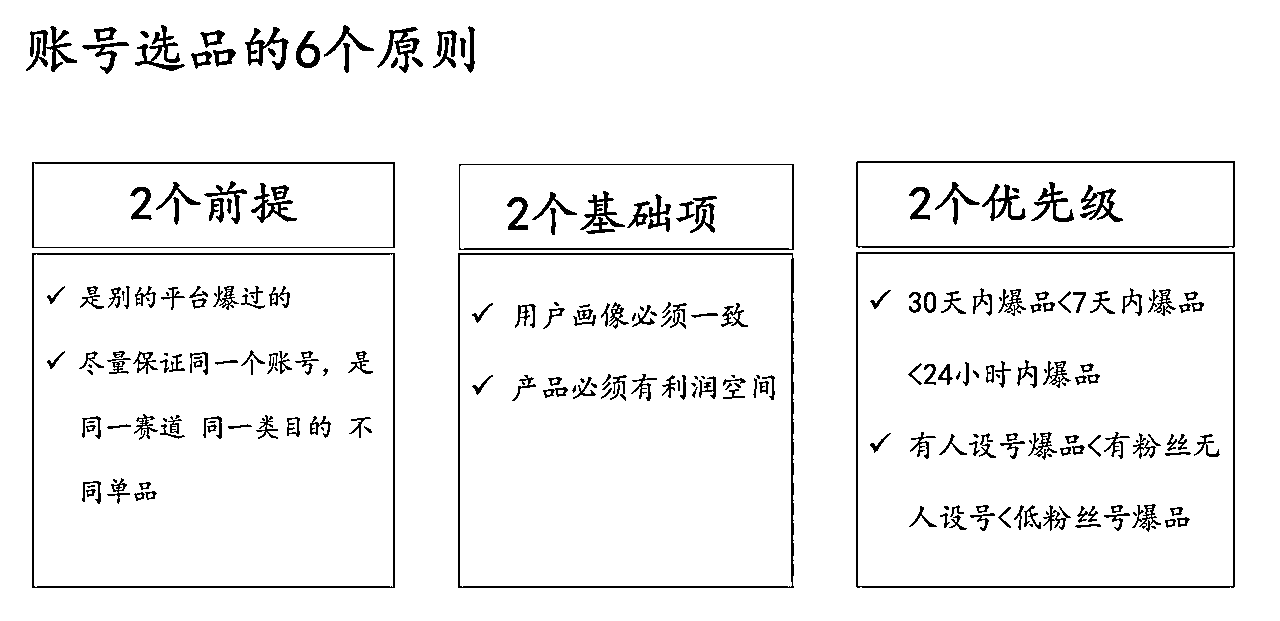 账号选品的6个原则
2个前提
✓ 是别的平台爆过的
✓ 尽量保证同一个账号，是
同一赛道 同一类目的 不
同单品
2个基础项
✓ 用户画像必须一致
✓ 产品必须有利润空间
2个优先级
✓ 30天内爆品<7天内爆品
<24小时内爆品
✓ 有人设号爆品<有粉丝无
人设号<低粉丝号爆品